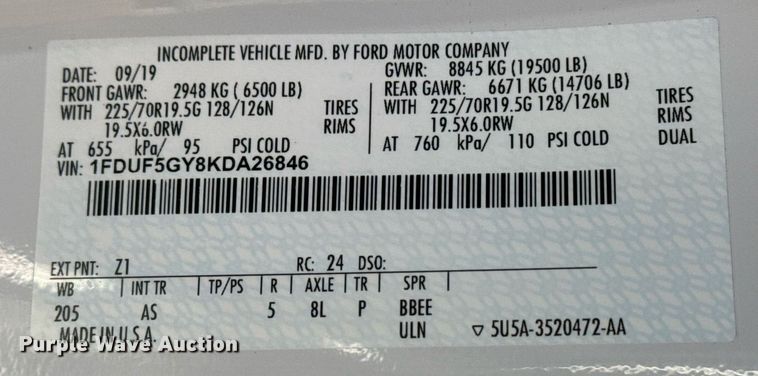 INCOMPLETE VEHICLE MFD. BY FORD MOTOR COMPANY
DATE: 09/19 GVWR: 8845 KG (19500 LB)
FRONT GAWR: 2948 KG ( 6500 LB) REAR GAWR: 6671 KG (14706 LB)
WITH 225/70R19.5G 128/126N TIRES WITH 225/70R19.5G 128/126N TIRES
19.5X6.0RW RIMS 19.5X6.0RW RIMS
AT 655 kPa/ 95 PSI COLD AT 760 kPa/ 110 PSI COLD DUAL
VIN: 1FDUF5GY8KDA26846
EXT PNT: Z1 RC: 24 DSO:
WB INT TR TP/PS R AXLE TR SPR
205 AS 5 8L P BBEE
MADE IN U.S.A. ULN ▽ 5U5A-3520472-AA
Purple Wave Auction